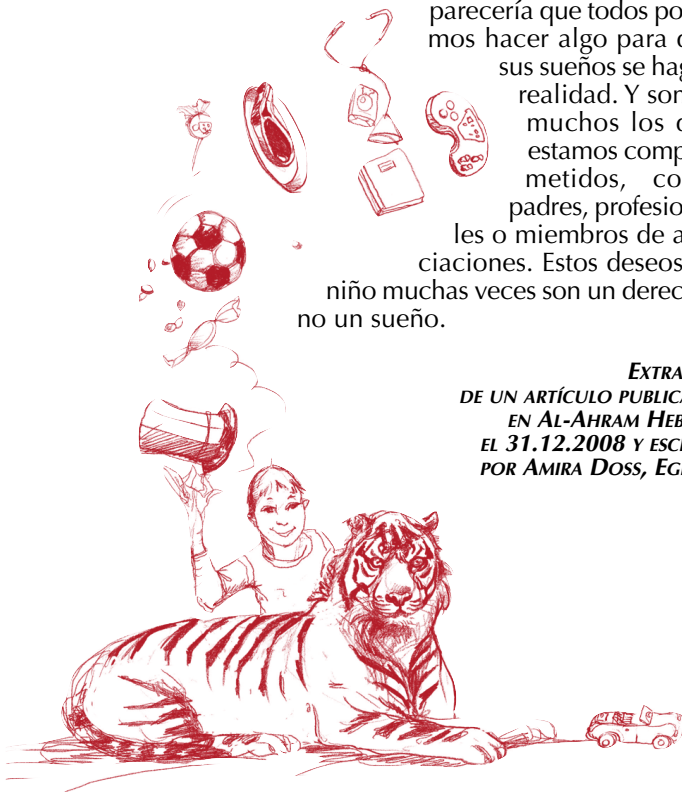 parecería que todos po
mos hacer algo para
sus sueños se hag
realidad. Y son
muchos los
estamos comp
metidos, co
padres, profesio
les o miembros de a
ciaciones. Estos deseos
niño muchas veces son un derec
no un sueño.
EXTRA
DE UN ARTÍCULO PUBLICA
EN AL-AHRAM HEB
EL 31.12.2008 Y ESC
POR AMIRA DOSS, EG